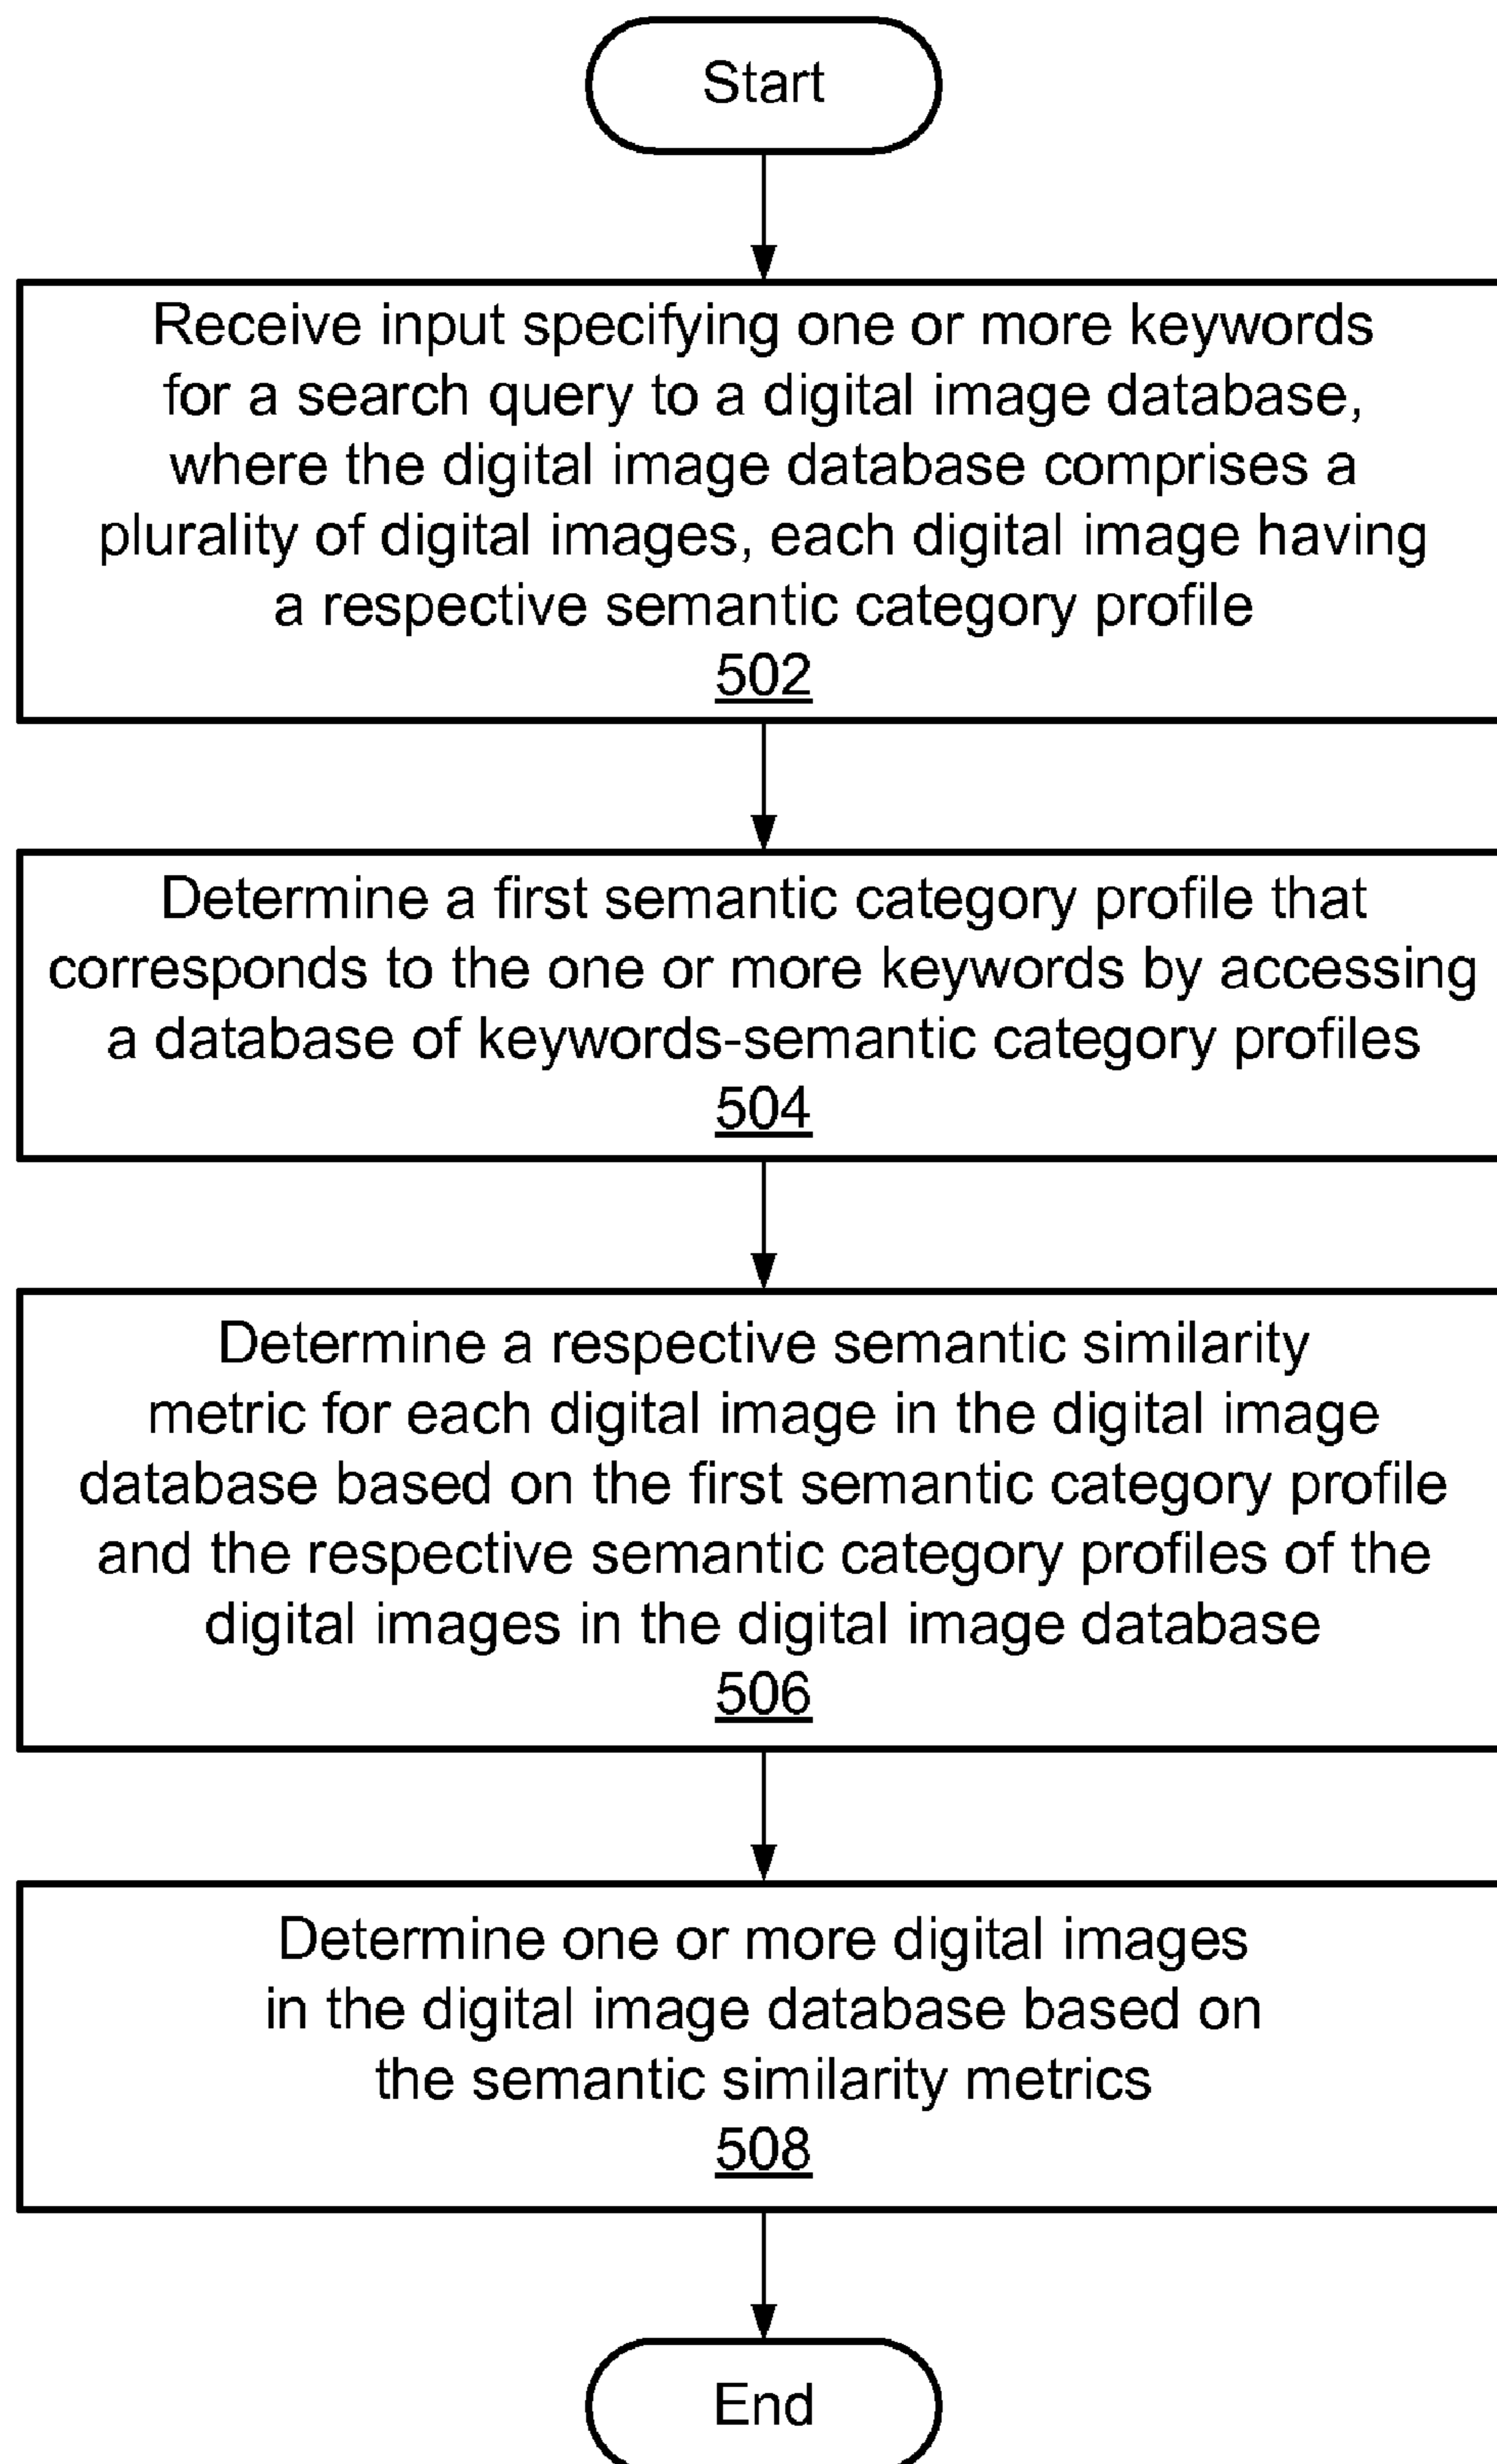 Start
Receive input specifying one or more keywords
for a search query to a digital image database,
where the digital image database comprises a
plurality of digital images, each digital image having
a respective semantic category profile
502
Determine a first semantic category profile that
corresponds to the one or more keywords by accessing
a database of keywords-semantic category profiles
504
Determine a respective semantic similarity
metric for each digital image in the digital image
database based on the first semantic category profile
and the respective semantic category profiles of the
digital images in the digital image database
506
Determine one or more digital images
in the digital image database based on
the semantic similarity metrics
508
End